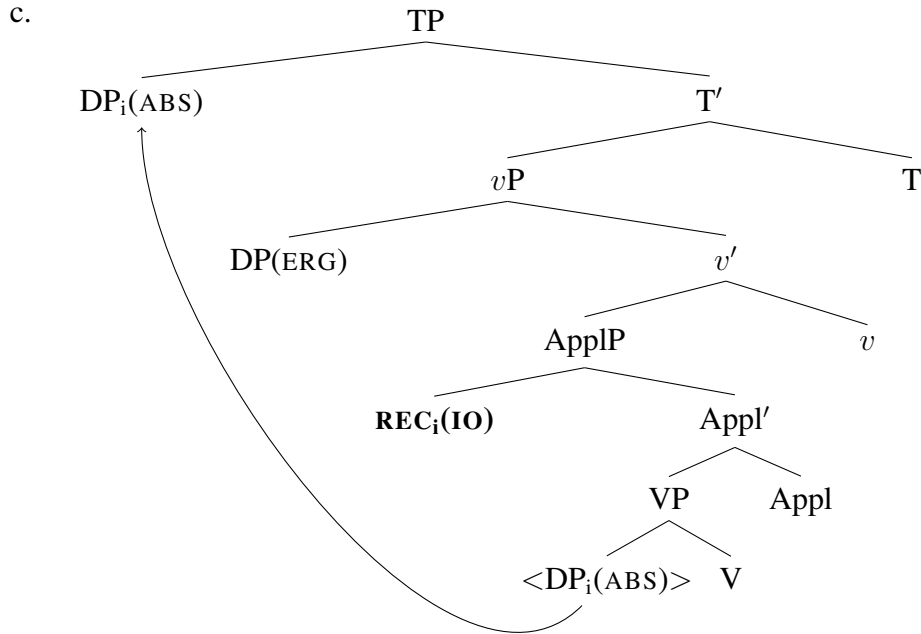 c.
TP
DPᵢ(ABS) T′
vP T
DP(ERG) v′
ApplP v
RECᵢ(IO) Appl′
VP Appl
<DPᵢ(ABS)> V